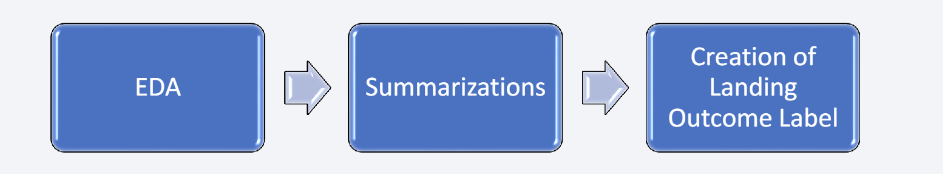 EDA
Summarizations
Creation of
Landing
Outcome Label